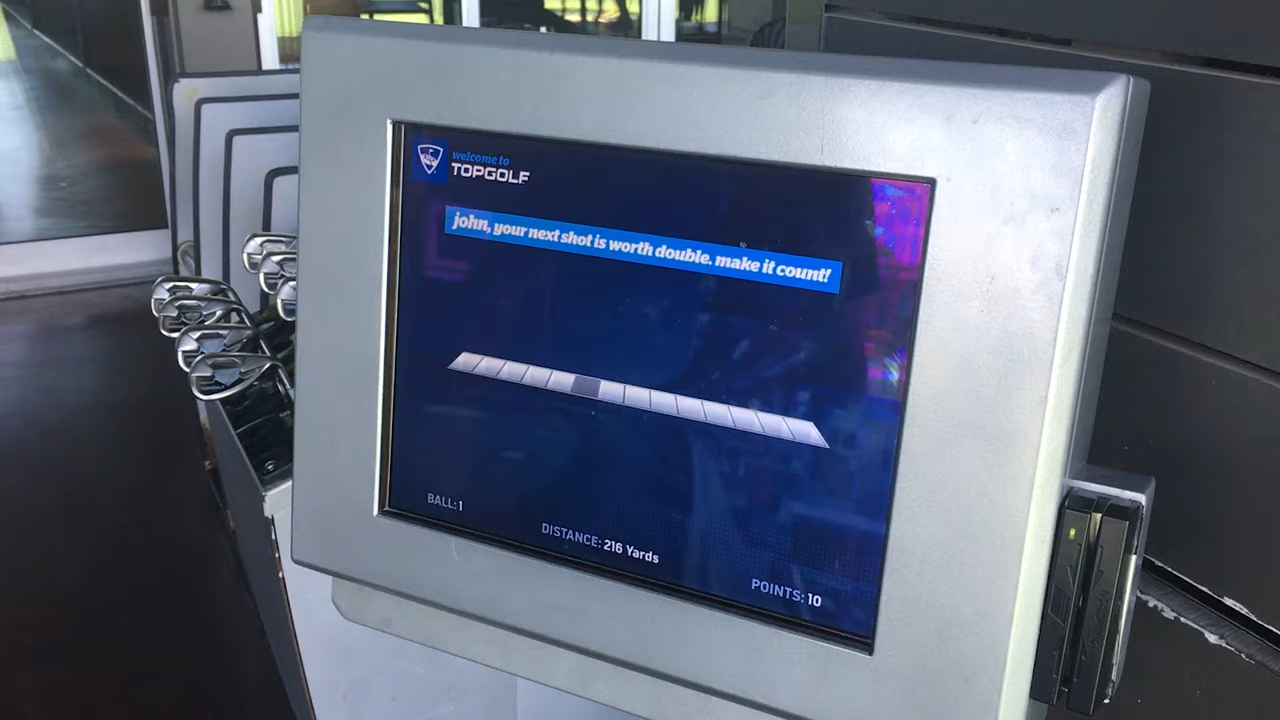 welcome to
TOPGOLF
john, your next shot is worth double. make it count!
BALL: 1
DISTANCE: 216 Yards
POINTS: 10